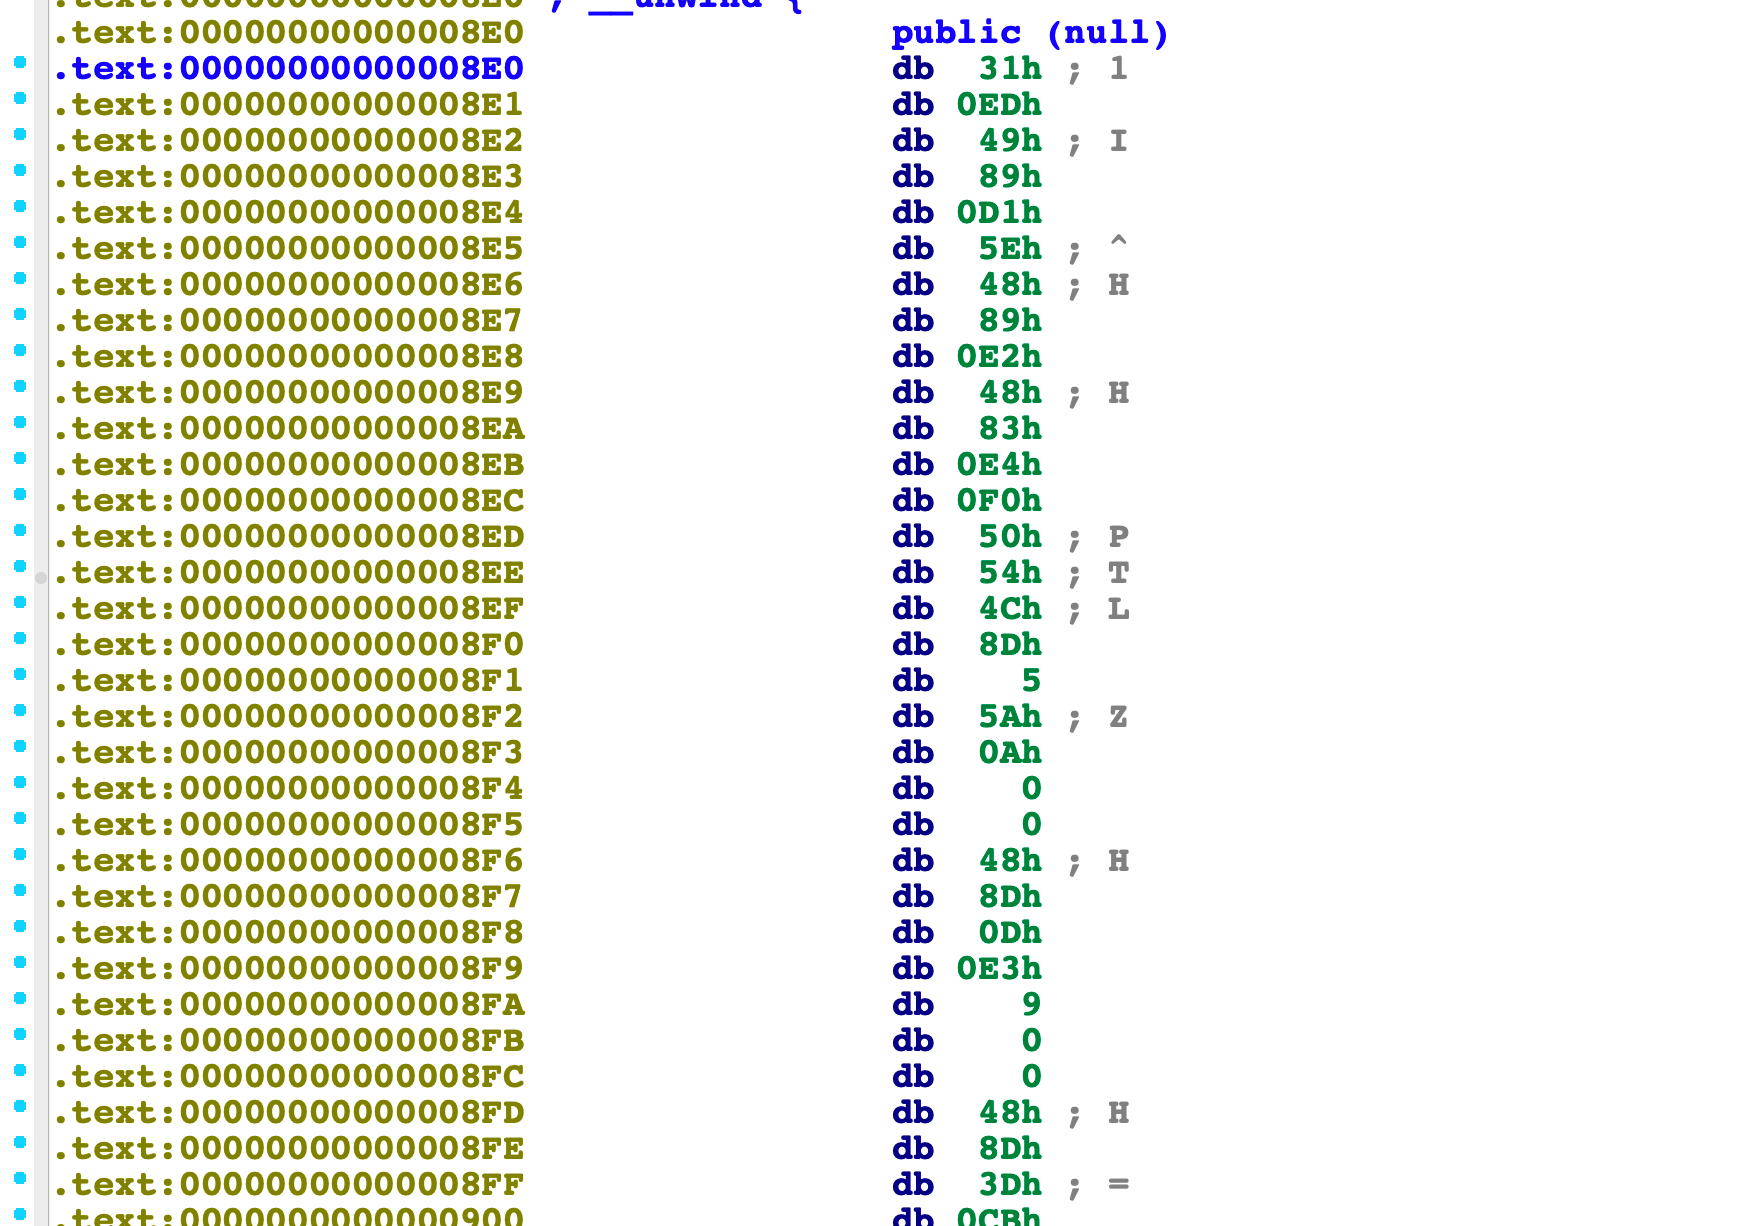 .text:00000000000008E0 ; __unwind {
.text:00000000000008E0 public (null)
.text:00000000000008E0 db 31h ; 1
.text:00000000000008E1 db 0EDh
.text:00000000000008E2 db 49h ; I
.text:00000000000008E3 db 89h
.text:00000000000008E4 db 0D1h
.text:00000000000008E5 db 5Eh ; ^
.text:00000000000008E6 db 48h ; H
.text:00000000000008E7 db 89h
.text:00000000000008E8 db 0E2h
.text:00000000000008E9 db 48h ; H
.text:00000000000008EA db 83h
.text:00000000000008EB db 0E4h
.text:00000000000008EC db 0F0h
.text:00000000000008ED db 50h ; P
.text:00000000000008EE db 54h ; T
.text:00000000000008EF db 4Ch ; L
.text:00000000000008F0 db 8Dh
.text:00000000000008F1 db 5
.text:00000000000008F2 db 5Ah ; Z
.text:00000000000008F3 db 0Ah
.text:00000000000008F4 db 0
.text:00000000000008F5 db 0
.text:00000000000008F6 db 48h ; H
.text:00000000000008F7 db 8Dh
.text:00000000000008F8 db 0Dh
.text:00000000000008F9 db 0E3h
.text:00000000000008FA db 9
.text:00000000000008FB db 0
.text:00000000000008FC db 0
.text:00000000000008FD db 48h ; H
.text:00000000000008FE db 8Dh
.text:00000000000008FF db 3Dh ; =
.text:0000000000000900 db 0CBh